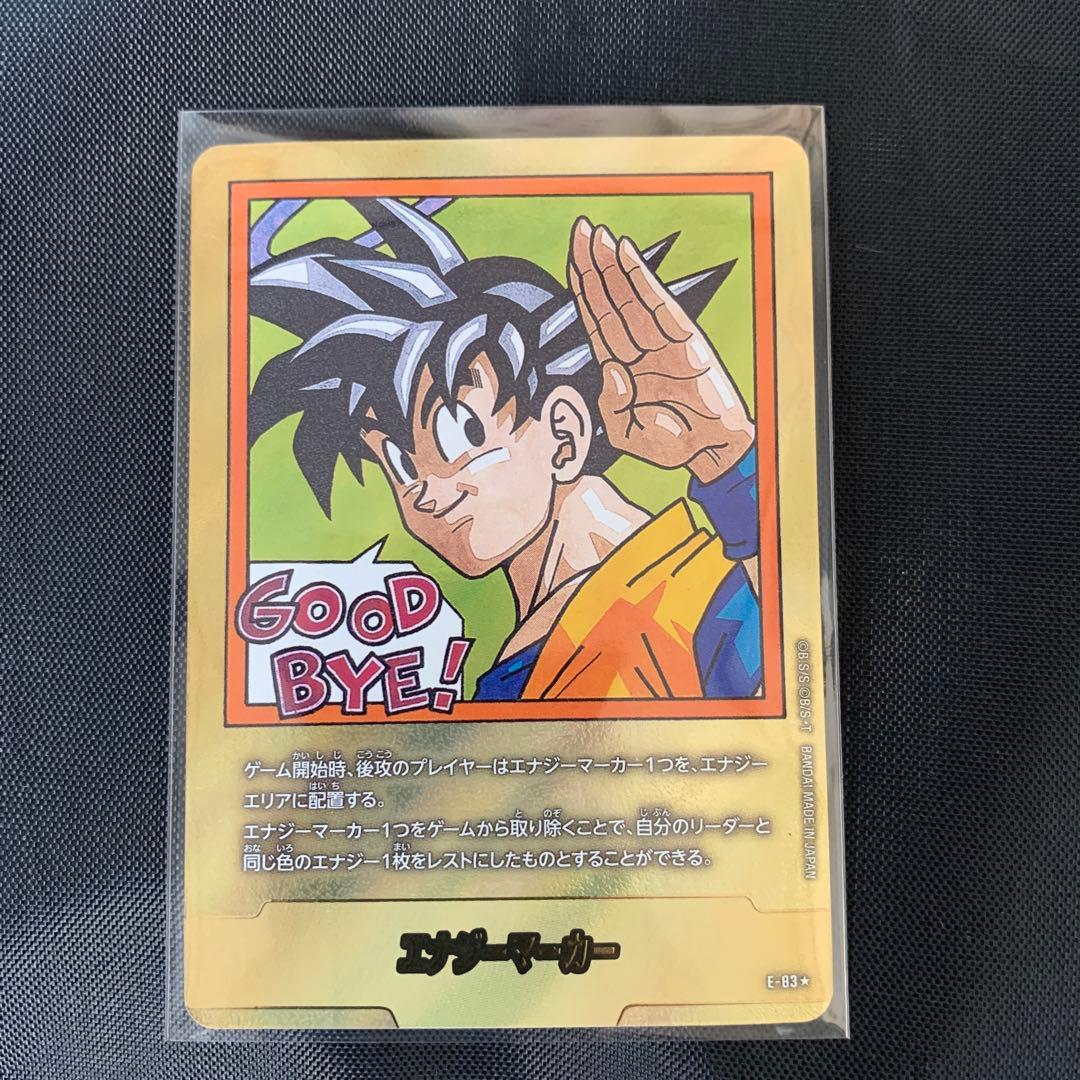 GOOD
BYE!
ゲーム開始時、後攻のプレイヤーはエナジーマーカー1つを、エナジー
エリアに配置する。
エナジーマーカー1つをゲームから取り除くことで、自分のリーダーと
同じ色のエナジー1枚をレストにしたものとすることができる。
エナジーマーカー
E-83★
©B.S/S ©B/S・T BANDAI MADE IN JAPAN